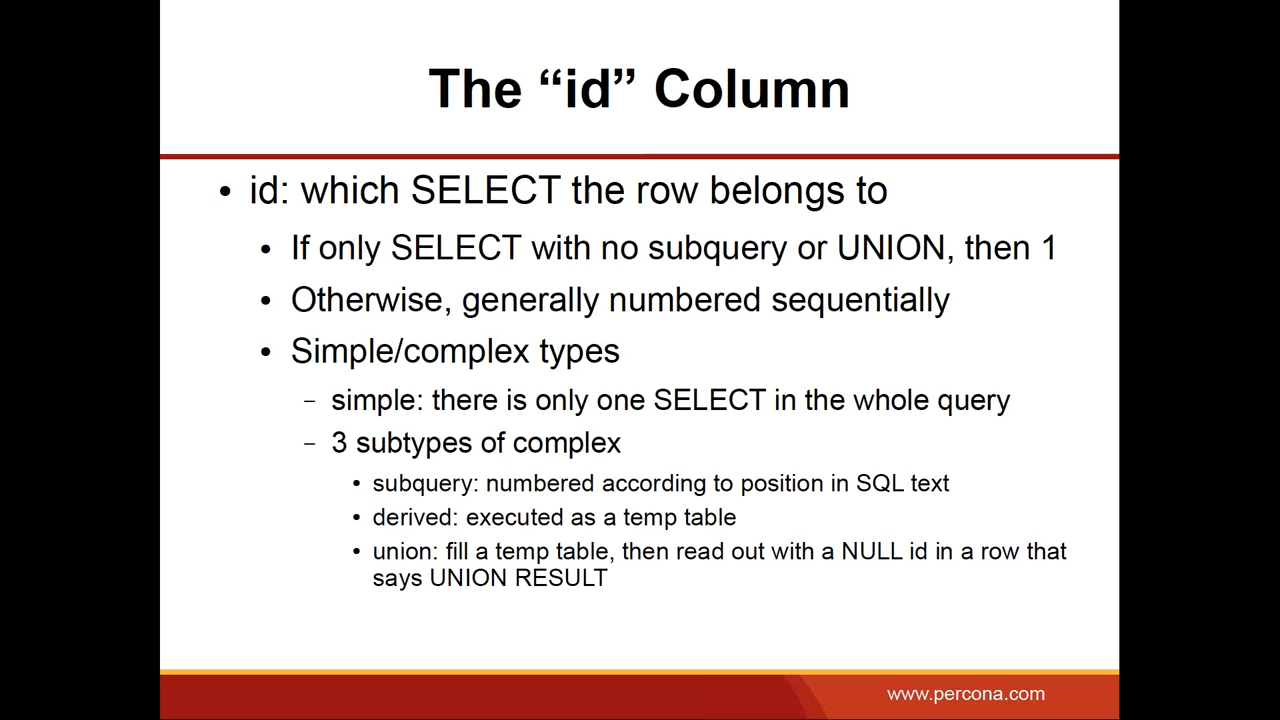 The “id” Column
• id: which SELECT the row belongs to
• If only SELECT with no subquery or UNION, then 1
• Otherwise, generally numbered sequentially
• Simple/complex types
– simple: there is only one SELECT in the whole query
– 3 subtypes of complex
• subquery: numbered according to position in SQL text
• derived: executed as a temp table
• union: fill a temp table, then read out with a NULL id in a row that
says UNION RESULT
www.percona.com